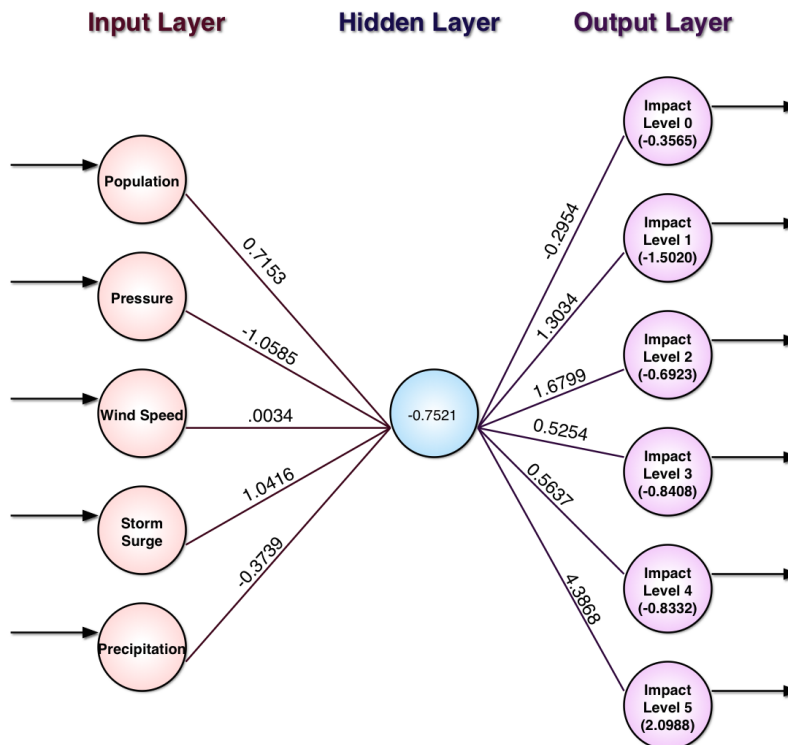 Input Layer
Hidden Layer
Output Layer
Population
Pressure
Wind Speed
Storm
Surge
Precipitation
0.7153
-1.0585
.0034
1.0416
-0.3739
-0.7521
-0.2954
1.3034
1.6799
0.5254
0.5637
4.3868
Impact
Level 0
(-0.3565)
Impact
Level 1
(-1.5020)
Impact
Level 2
(-0.6923)
Impact
Level 3
(-0.8408)
Impact
Level 4
(-0.8332)
Impact
Level 5
(2.0988)